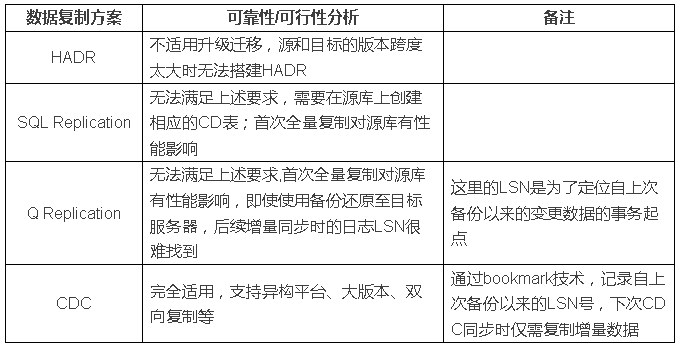 数据复制方案 可靠性/可行性分析 备注
HADR
不适用升级迁移，源和目标的版本跨度
太大时无法搭建HADR
SQL Replication
无法满足上述要求，需要在源库上创建
相应的CD表；首次全量复制对源库有性
能影响
Q Replication
无法满足上述要求,首次全量复制对源库
有性能影响，即使使用备份还原至目标
服务器，后续增量同步时的日志LSN很
难找到
这里的LSN是为了定位自上次
备份以来的变更数据的事务起
点
CDC
完全适用，支持异构平台、大版本、双
向复制等
通过bookmark技术，记录自上
次备份以来的LSN号，下次CD
C同步时仅需复制增量数据